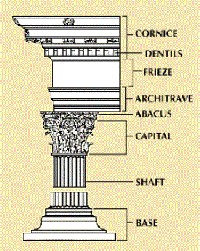 CORNICE
DENTILS
FRIEZE
ARCHITRAVE
ABACUS
CAPITAL
SHAFT
BASE